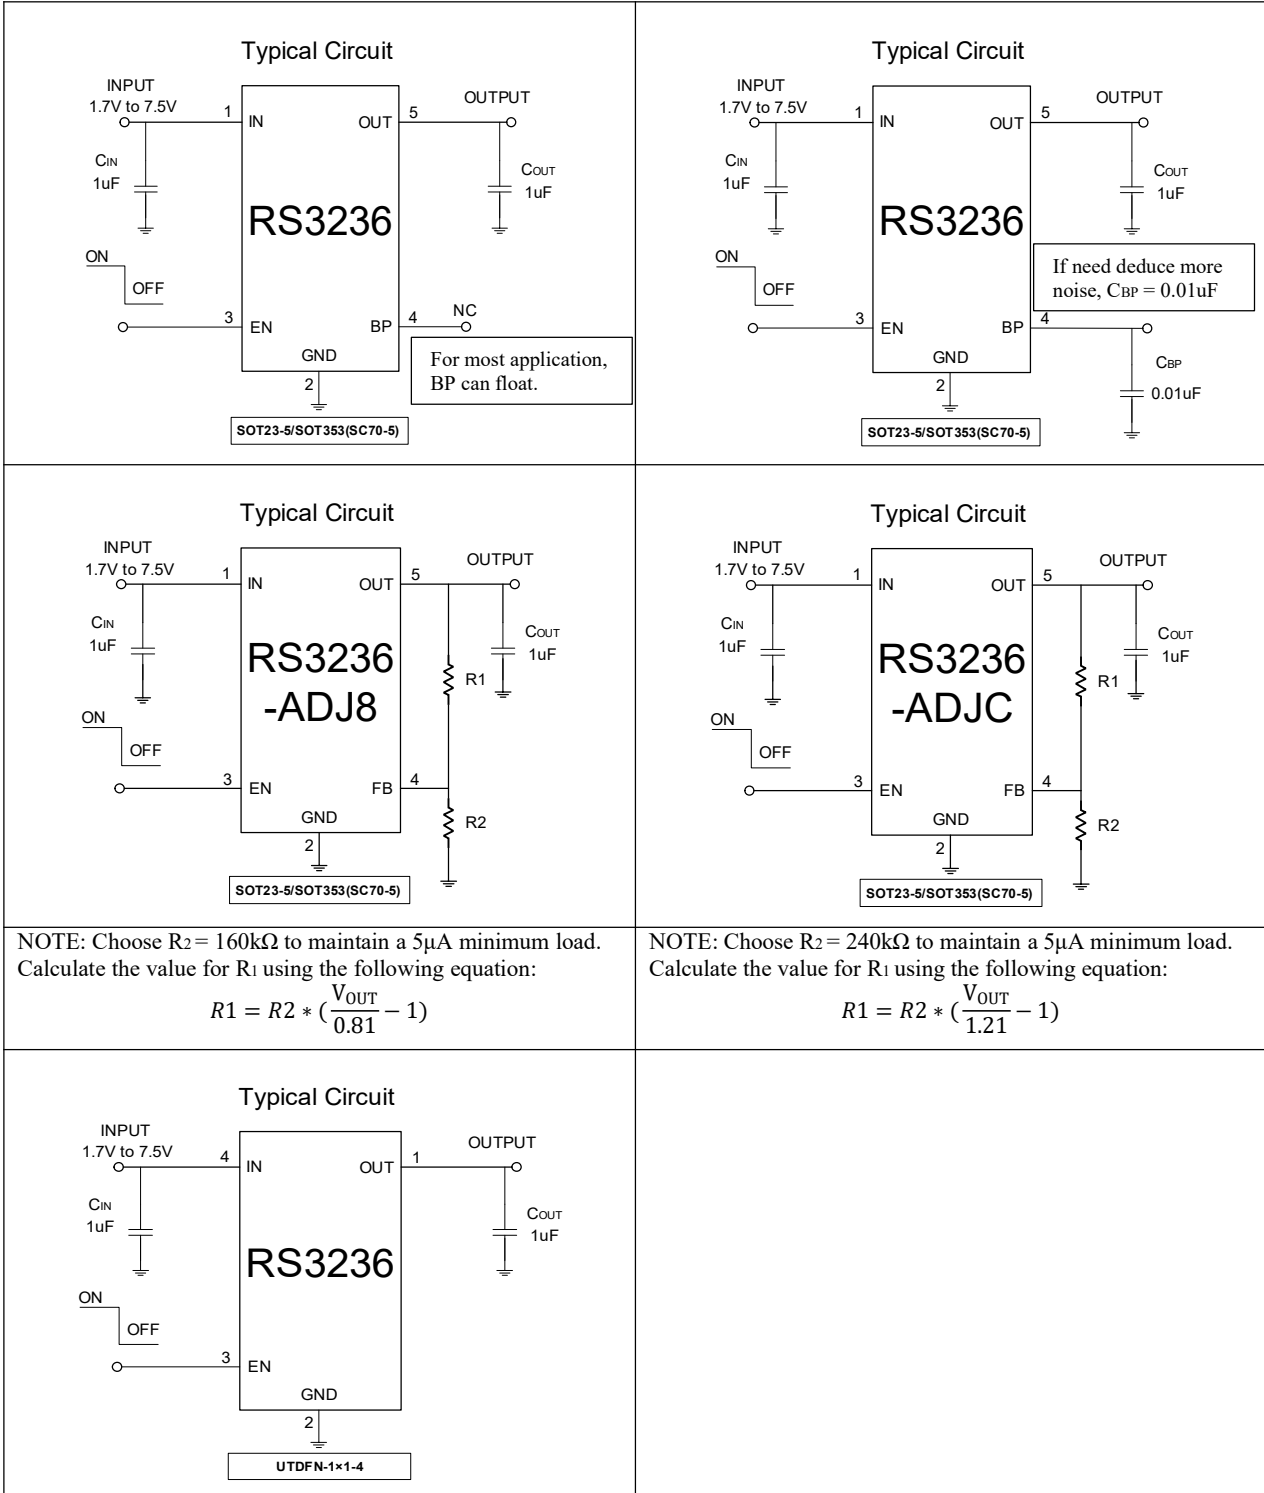 Typical Circuit
INPUT
1.7V to 7.5V
OUTPUT
1
IN
OUT
5
CIN
1uF
COUT
1uF
RS3236
ON
OFF
3
EN
BP
4
NC
GND
2
For most application,
BP can float.
SOT23-5/SOT353(SC70-5)
Typical Circuit
INPUT
1.7V to 7.5V
OUTPUT
1
IN
OUT
5
CIN
1uF
COUT
1uF
RS3236
ON
OFF
If need deduce more
noise, CBP = 0.01uF
3
EN
BP
4
GND
2
CBP
0.01uF
SOT23-5/SOT353(SC70-5)
Typical Circuit
INPUT
1.7V to 7.5V
OUTPUT
1
IN
OUT
5
CIN
1uF
COUT
1uF
RS3236
-ADJ8
R1
ON
OFF
3
EN
FB
4
GND
2
R2
SOT23-5/SOT353(SC70-5)
Typical Circuit
INPUT
1.7V to 7.5V
OUTPUT
1
IN
OUT
5
CIN
1uF
COUT
1uF
RS3236
-ADJC
R1
ON
OFF
3
EN
FB
4
GND
2
R2
SOT23-5/SOT353(SC70-5)
NOTE: Choose R2 = 160kΩ to maintain a 5μA minimum load.
Calculate the value for R1 using the following equation:
R1 = R2 * (VOUT/0.81 − 1)
NOTE: Choose R2 = 240kΩ to maintain a 5μA minimum load.
Calculate the value for R1 using the following equation:
R1 = R2 * (VOUT/1.21 − 1)
Typical Circuit
INPUT
1.7V to 7.5V
OUTPUT
4
IN
OUT
1
CIN
1uF
COUT
1uF
RS3236
ON
OFF
3
EN
GND
2
UTDFN-1×1-4